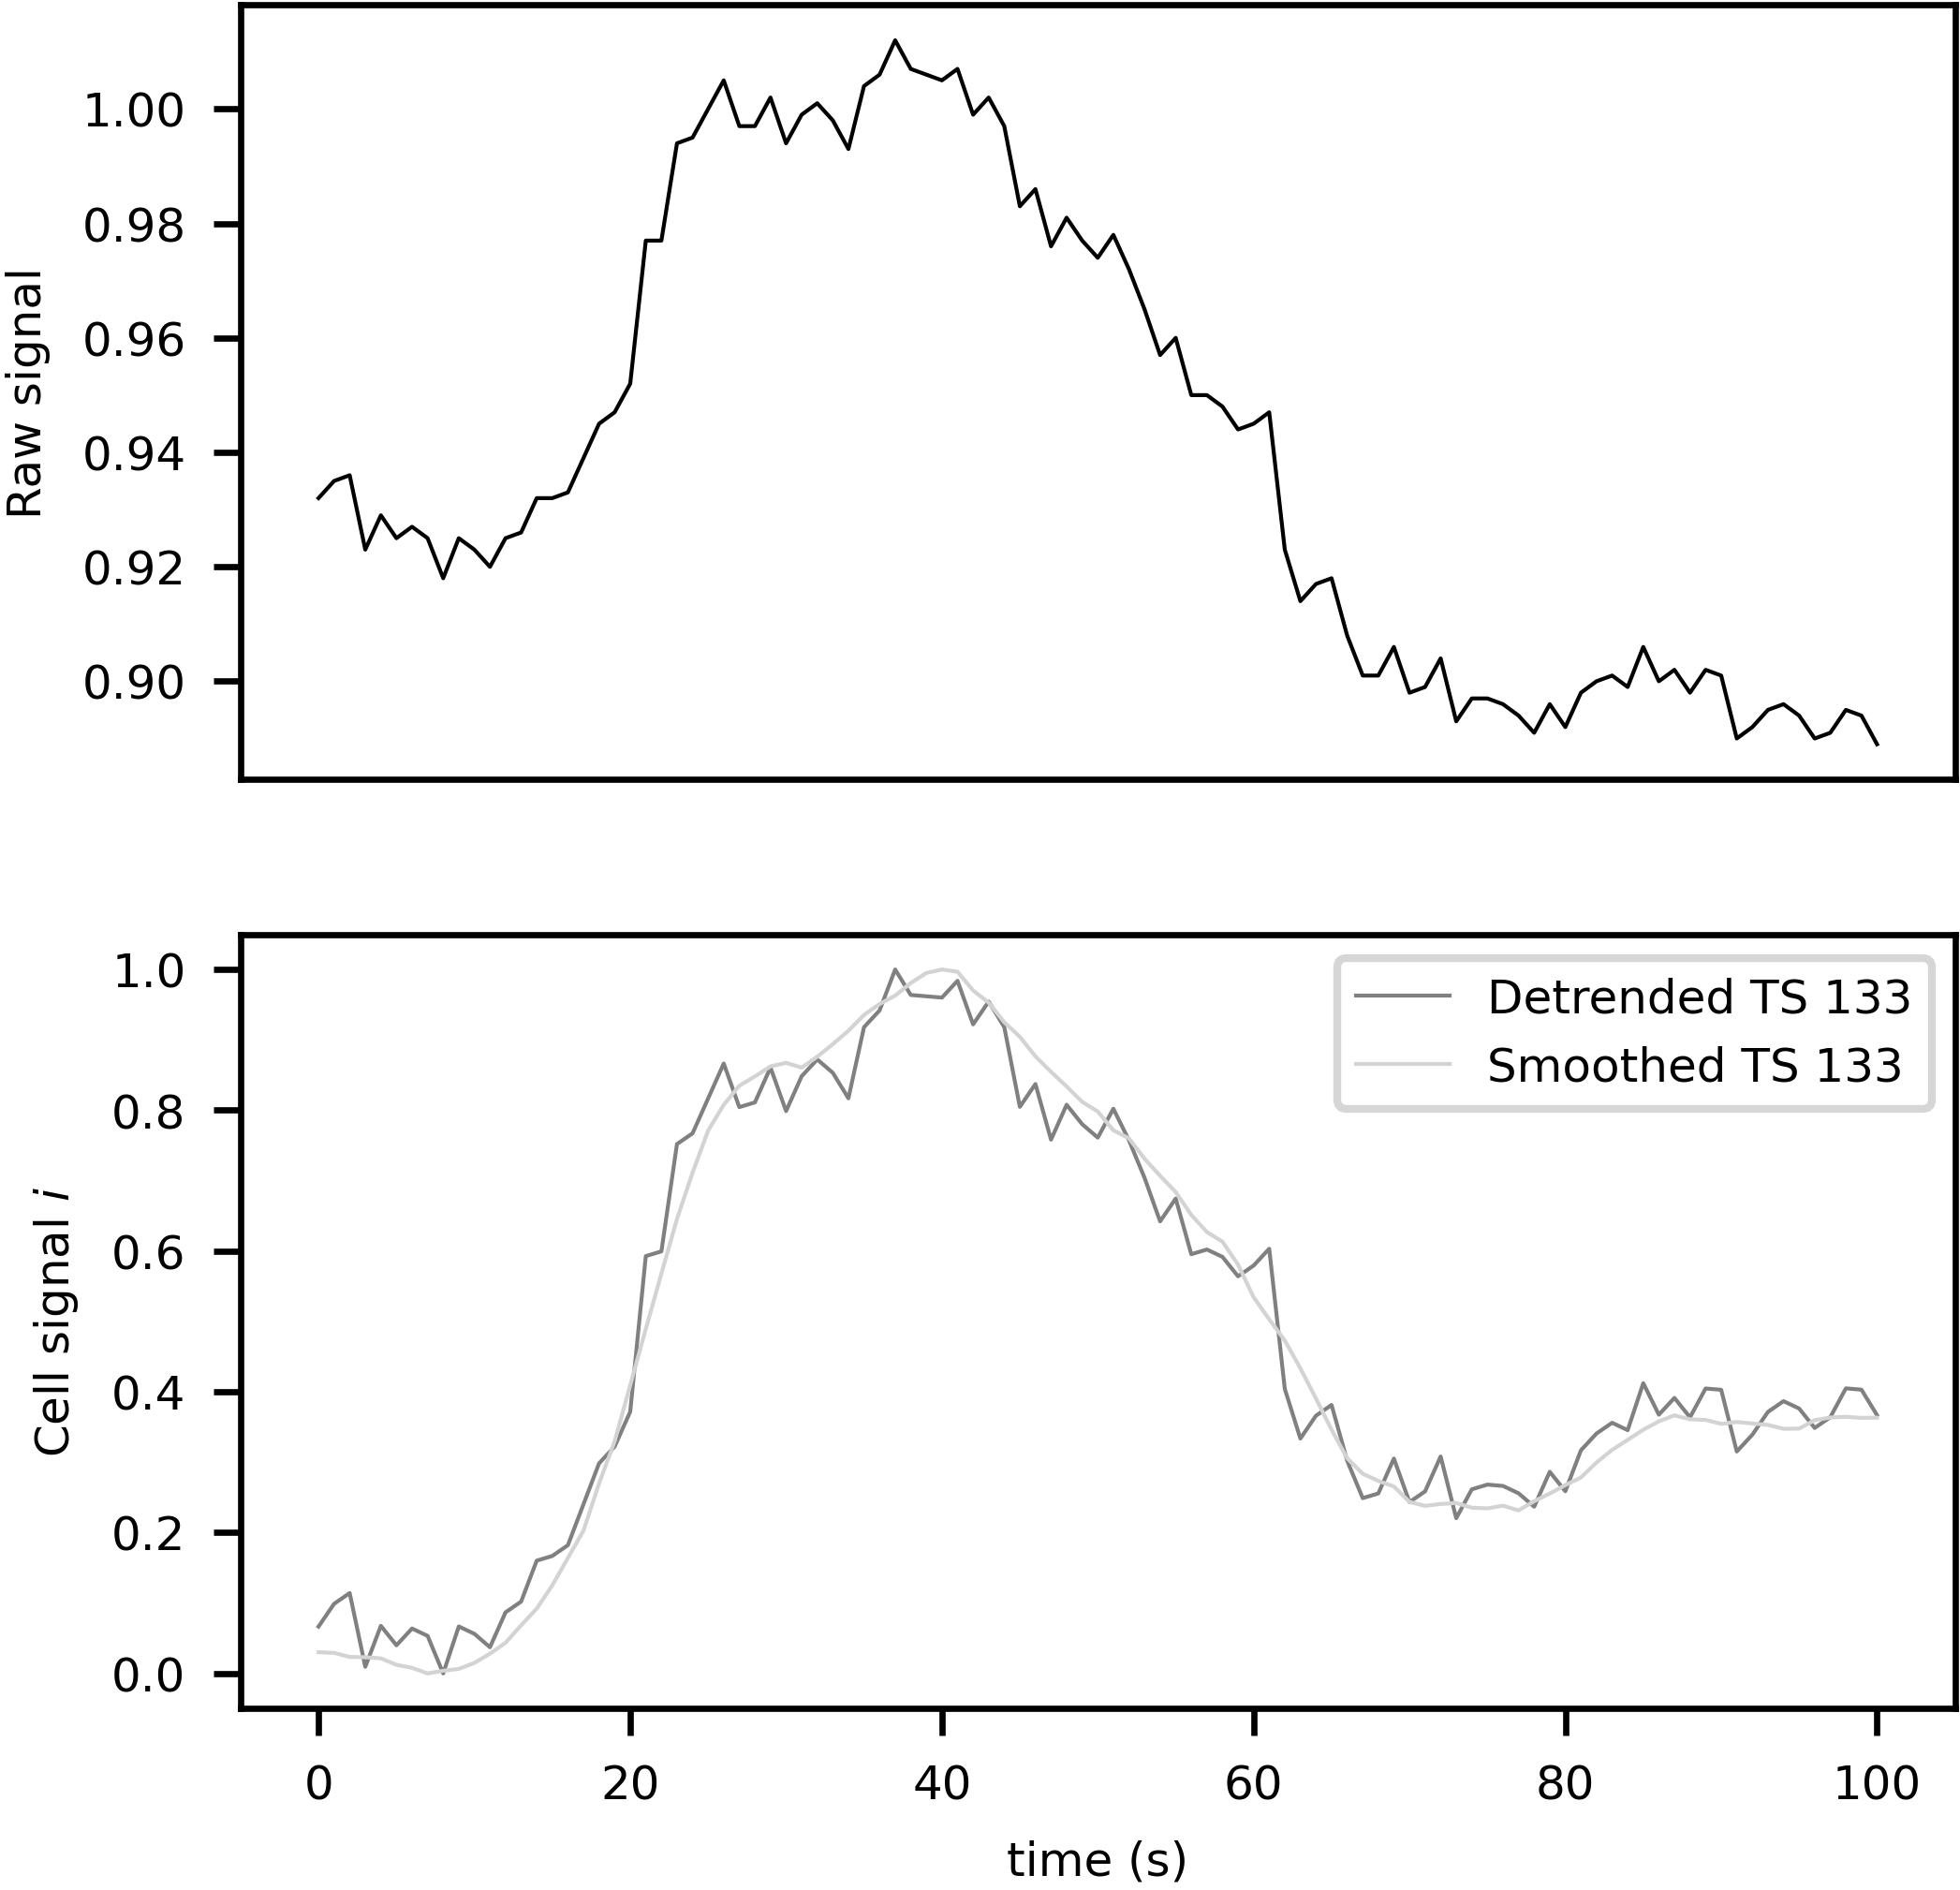 Raw signal
1.00
0.98
0.96
0.94
0.92
0.90
Cell signal i
1.0
0.8
0.6
0.4
0.2
0.0
Detrended TS 133
Smoothed TS 133
0 20 40 60 80 100
time (s)